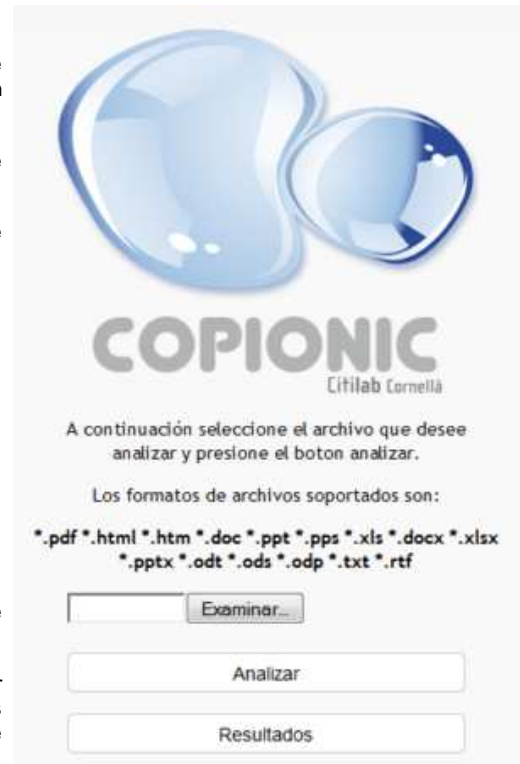 COPIONIC
Citilab Cornellà
A continuación seleccione el archivo que desee
analizar y presione el boton analizar.
Los formatos de archivos soportados son:
*.pdf *.html *.htm *.doc *.ppt *.pps *.xls *.docx *.xlsx
*.pptx *.odt *.ods *.odp *.txt *.rtf
Examinar...
Analizar
Resultados